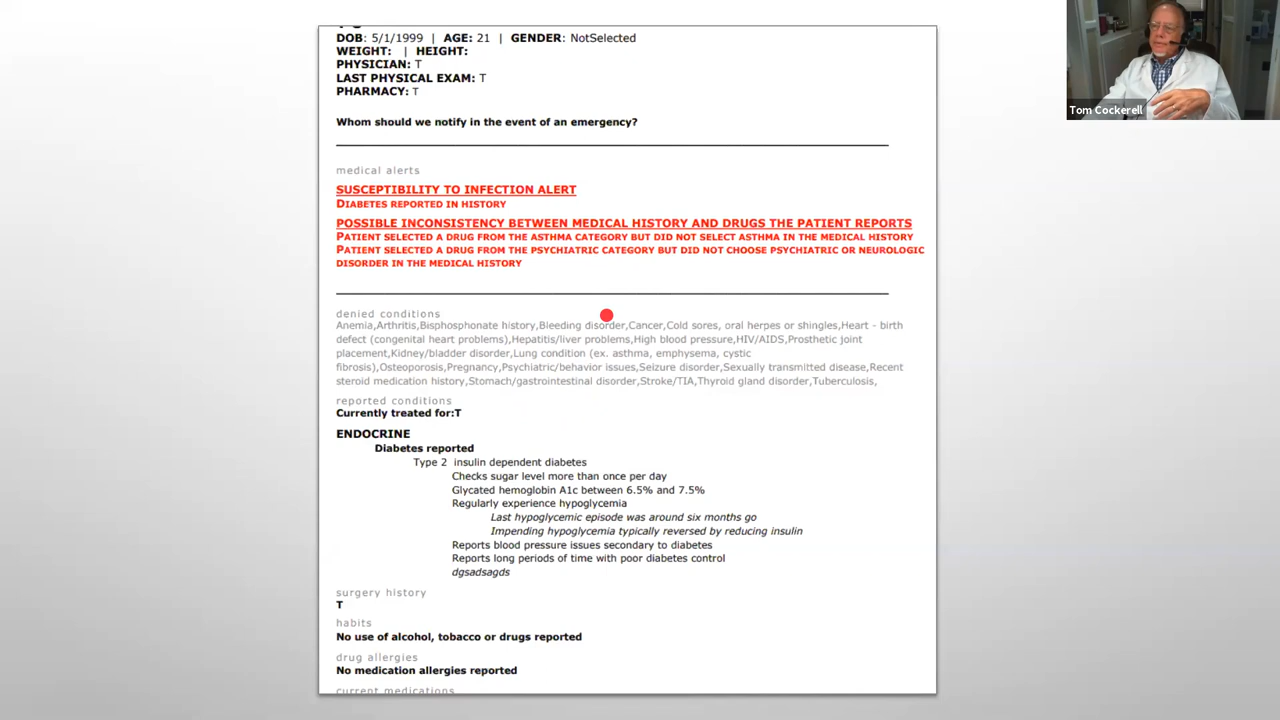 DOB: 5/1/1999 | AGE: 21 | GENDER: NotSelected
WEIGHT: | HEIGHT:
PHYSICIAN: T
LAST PHYSICAL EXAM: T
PHARMACY: T
Whom should we notify in the event of an emergency?
medical alerts
SUSCEPTIBILITY TO INFECTION ALERT
DIABETES REPORTED IN HISTORY
POSSIBLE INCONSISTENCY BETWEEN MEDICAL HISTORY AND DRUGS THE PATIENT REPORTS
PATIENT SELECTED A DRUG FROM THE ASTHMA CATEGORY BUT DID NOT SELECT ASTHMA IN THE MEDICAL HISTORY
PATIENT SELECTED A DRUG FROM THE PSYCHIATRIC CATEGORY BUT DID NOT CHOOSE PSYCHIATRIC OR NEUROLOGIC
DISORDER IN THE MEDICAL HISTORY
denied conditions
Anemia,Arthritis,Bisphosphonate history,Bleeding disorder,Cancer,Cold sores, oral herpes or shingles,Heart - birth
defect (congenital heart problems),Hepatitis/liver problems,High blood pressure,HIV/AIDS,Prosthetic joint
placement,Kidney/bladder disorder,Lung condition (ex. asthma, emphysema, cystic
fibrosis),Osteoporosis,Pregnancy,Psychiatric/behavior issues,Seizure disorder,Sexually transmitted disease,Recent
steroid medication history,Stomach/gastrointestinal disorder,Stroke/TIA,Thyroid gland disorder,Tuberculosis,
reported conditions
Currently treated for:T
ENDOCRINE
Diabetes reported
Type 2 insulin dependent diabetes
Checks sugar level more than once per day
Glycated hemoglobin A1c between 6.5% and 7.5%
Regularly experience hypoglycemia
Last hypoglycemic episode was around six months go
Impending hypoglycemia typically reversed by reducing insulin
Reports blood pressure issues secondary to diabetes
Reports long periods of time with poor diabetes control
dgsadsagds
surgery history
T
habits
No use of alcohol, tobacco or drugs reported
drug allergies
No medication allergies reported
current medications
Tom Cockerell